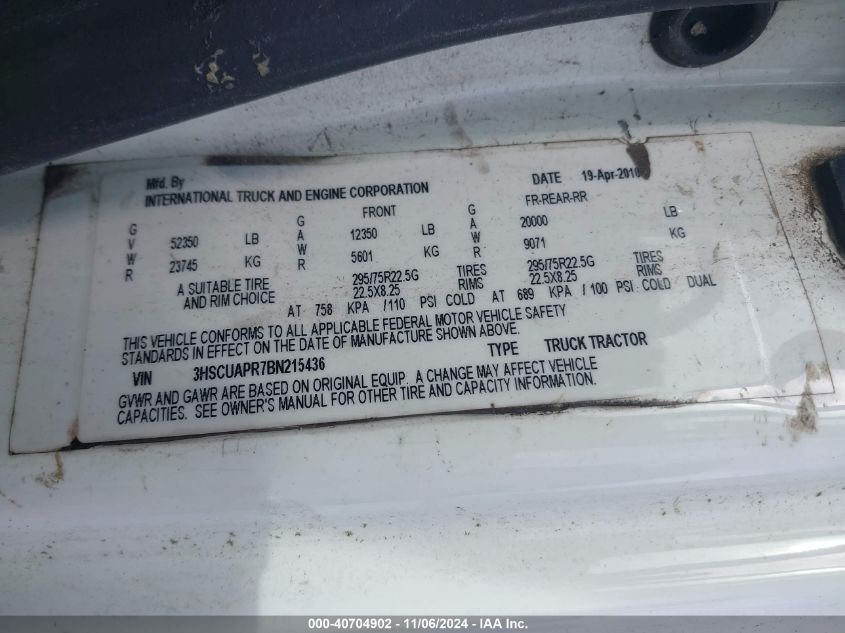 Mfd. By
INTERNATIONAL TRUCK AND ENGINE CORPORATION DATE 19-Apr-2010
G FRONT G FR-REAR-RR
G
V 52350 LB A 12350 LB A 20000 LB
W 23745 KG W 5601 KG W 9071 KG
R R R
A SUITABLE TIRE 295/75R22.5G TIRES 295/75R22.5G TIRES
AND RIM CHOICE 22.5X8.25 RIMS 22.5X8.25 RIMS
AT 758 KPA /110 PSI COLD AT 689 KPA /100 PSI COLD DUAL
THIS VEHICLE CONFORMS TO ALL APPLICABLE FEDERAL MOTOR VEHICLE SAFETY
STANDARDS IN EFFECT ON THE DATE OF MANUFACTURE SHOWN ABOVE.
VIN 3HSCUAPR7BN215436 TYPE TRUCK TRACTOR
GVWR AND GAWR ARE BASED ON ORIGINAL EQUIP. A CHANGE MAY AFFECT VEHICLE
CAPACITIES. SEE OWNER'S MANUAL FOR OTHER TIRE AND CAPACITY INFORMATION.
000-40704902 - 11/06/2024 - IAA Inc.